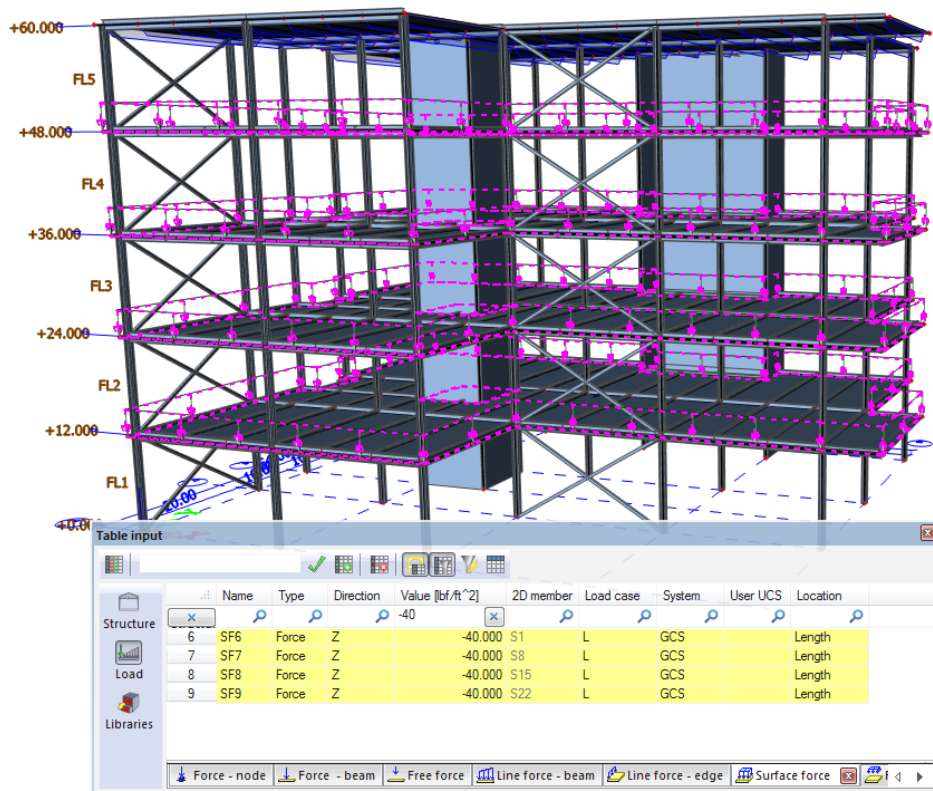 +60.000
FL5
+48.000
FL4
+36.000
FL3
+24.000
FL2
+12.000
FL1
20.00
+0.0
Table input
Name Type Direction Value [lbf/ft^2] 2D member Load case System User UCS Location
-40
6 SF6 Force Z -40.000 S1 L GCS Length
7 SF7 Force Z -40.000 S8 L GCS Length
8 SF8 Force Z -40.000 S15 L GCS Length
9 SF9 Force Z -40.000 S22 L GCS Length
Structure
Load
Libraries
Force - node Force - beam Free force Line force - beam Line force - edge Surface force